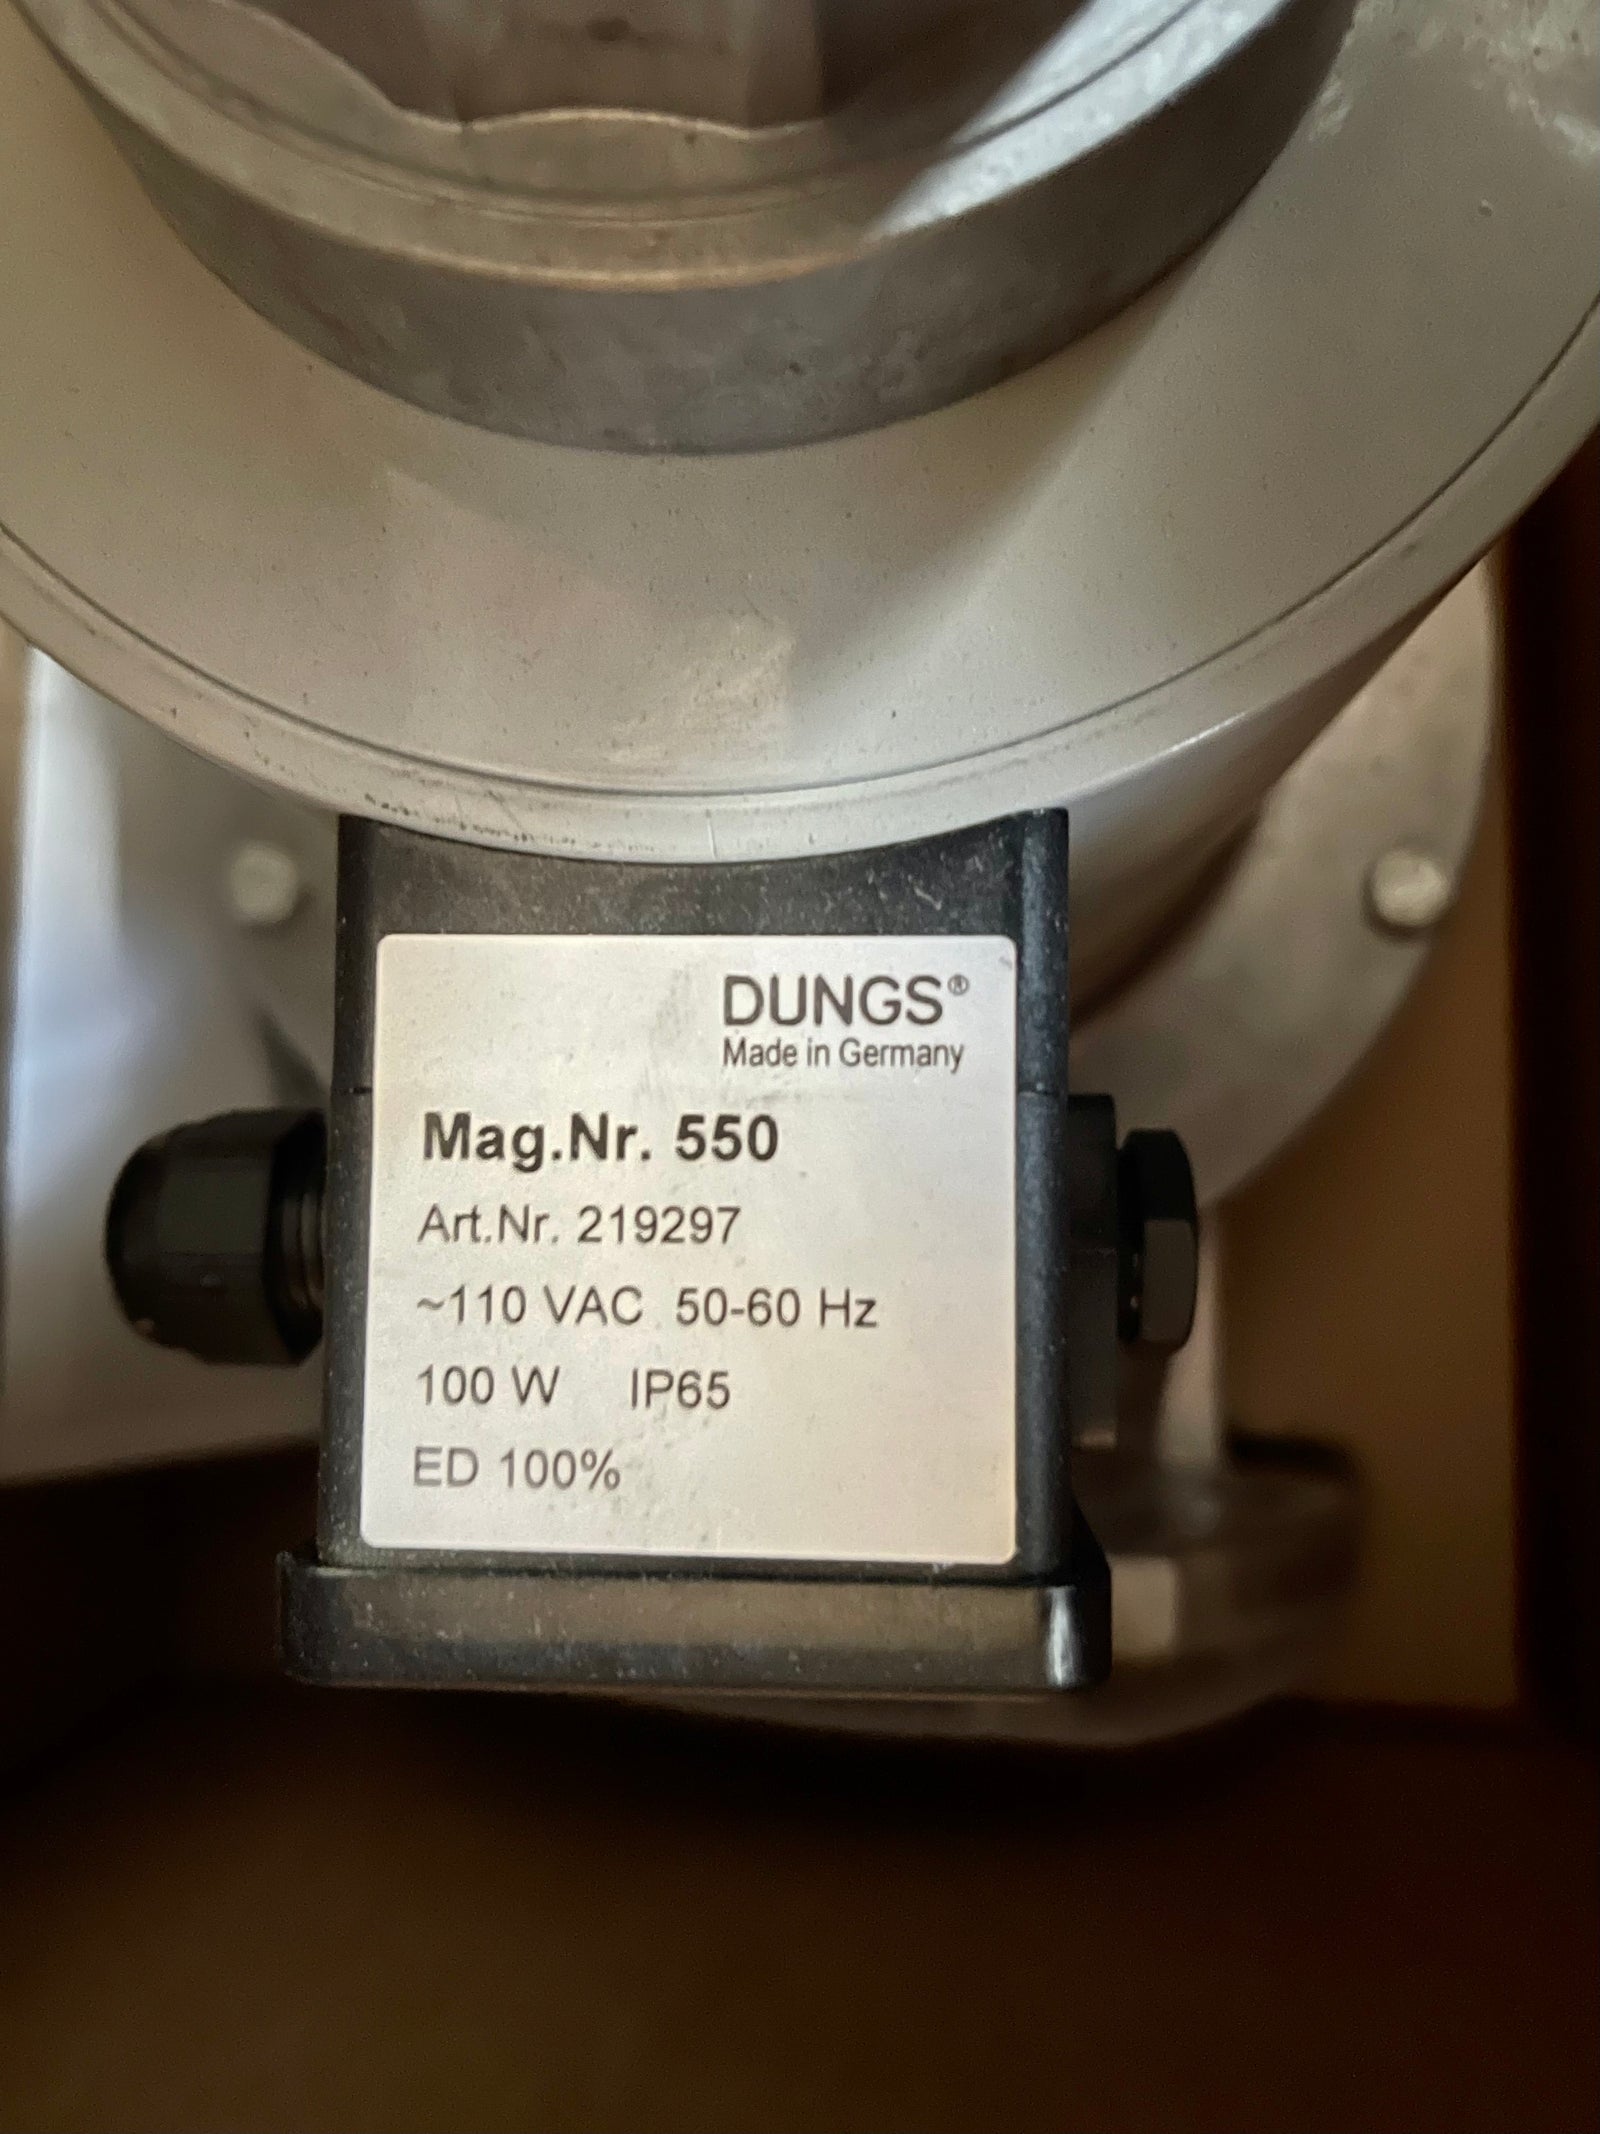 DUNGS®
Made in Germany
Mag.Nr. 550
Art.Nr. 219297
~110 VAC 50-60 Hz
100 W IP65
ED 100%